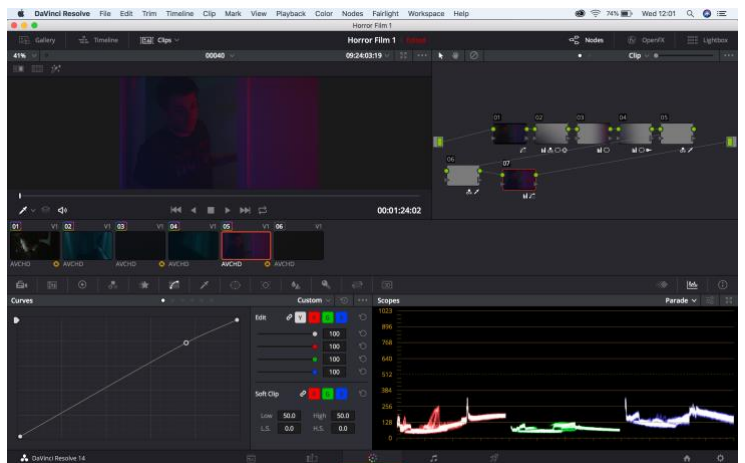 DaVinci Resolve File Edit Trim Timeline Clip Mark View Playback Color Nodes Fairlight Workspace Help 74% Wed 12:01
Horror Film 1
Gallery Timeline Clips Horror Film 1 Edited Nodes OpenFX Lightbox
41% 00040 09:24:03:19 Clip
01 02 03 04 05
06 07
00:01:24:02
01 V1 02 V1 03 V1 04 V1 05 V1 06 V1
AVCHD AVCHD AVCHD AVCHD AVCHD AVCHD
Curves Custom Scopes Parade
Edit Y R G B
100
100
100
100
Soft Clip R G B
Low 50.0 High 50.0
L.S. 0.0 H.S. 0.0
1023
896
768
640
512
384
256
128
0
DaVinci Resolve 14